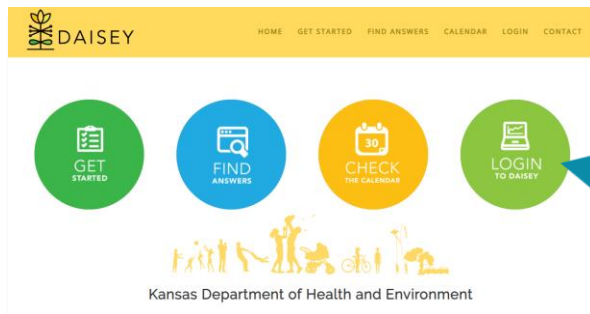 DAISEY
HOME GET STARTED FIND ANSWERS CALENDAR LOGIN CONTACT
GET
STARTED
FIND
ANSWERS
30
CHECK
THE CALENDAR
LOGIN
TO DAISEY
Kansas Department of Health and Environment